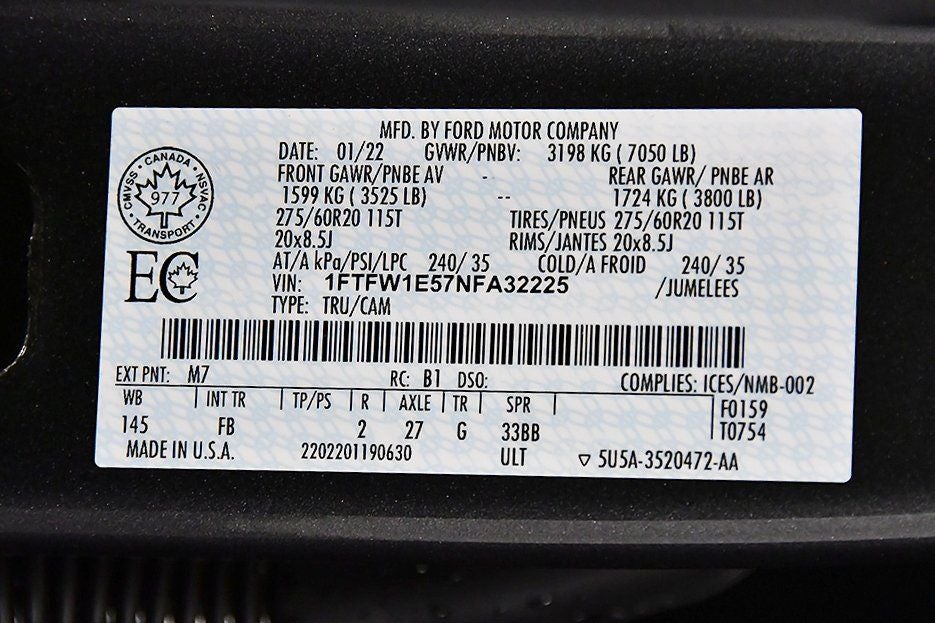 MFD. BY FORD MOTOR COMPANY
DATE: 01/22 GVWR/PNBV: 3198 KG ( 7050 LB)
FRONT GAWR/PNBE AV - REAR GAWR/ PNBE AR
1599 KG ( 3525 LB) -- 1724 KG ( 3800 LB)
275/60R20 115T TIRES/PNEUS 275/60R20 115T
20x8.5J RIMS/JANTES 20x8.5J
AT/A kPa/PSI/LPC 240/ 35 COLD/A FROID 240/ 35
VIN: 1FTFW1E57NFA32225 /JUMELEES
TYPE: TRU/CAM
CANADA
CMVSS NSVAC
977
TRANSPORT
EC
EXT PNT: M7 RC: B1 DSO: COMPLIES: ICES/NMB-002
WB INT TR TP/PS R AXLE TR SPR F0159
145 FB 2 27 G 33BB T0754
MADE IN U.S.A. 2202201190630 ULT ▽ 5U5A-3520472-AA